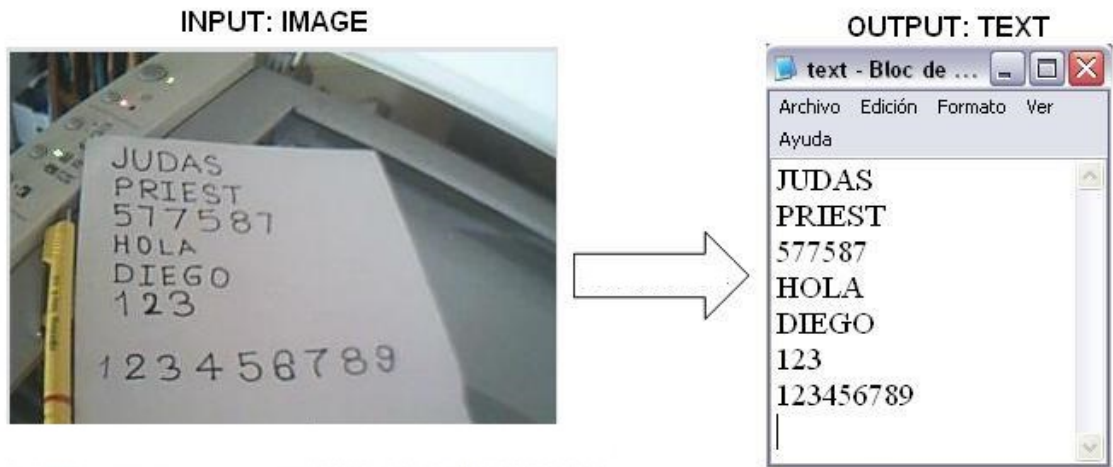 INPUT: IMAGE
JUDAS
PRIEST
577587
HOLA
DIEGO
123
123456789
OUTPUT: TEXT
text - Bloc de ...
Archivo Edición Formato Ver
Ayuda
JUDAS
PRIEST
577587
HOLA
DIEGO
123
123456789